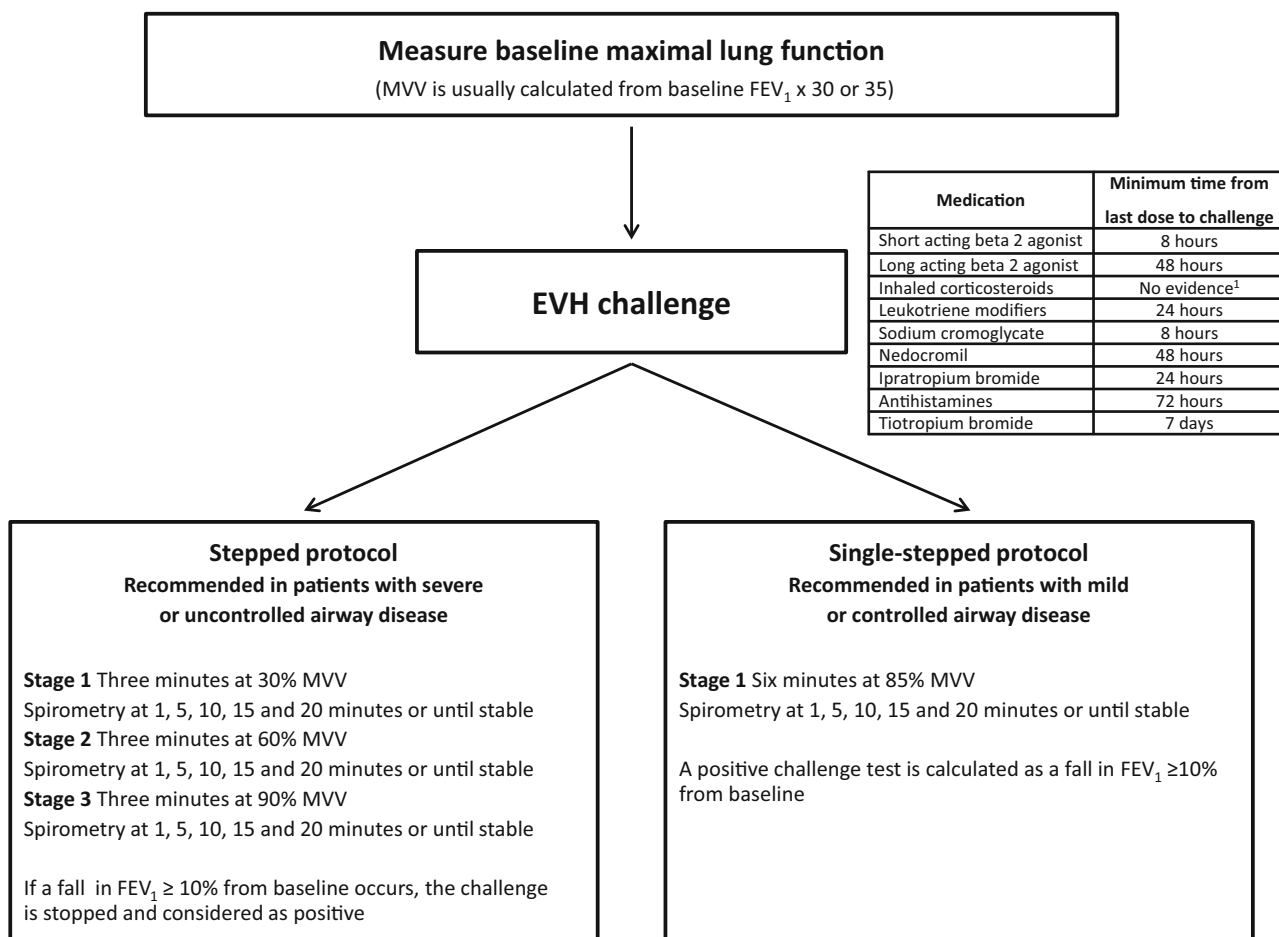 Measure baseline maximal lung function
(MVV is usually calculated from baseline FEV₁ x 30 or 35)
Medication
Minimum time from
last dose to challenge
Short acting beta 2 agonist 8 hours
Long acting beta 2 agonist 48 hours
Inhaled corticosteroids No evidence¹
Leukotriene modifiers 24 hours
Sodium cromoglycate 8 hours
Nedocromil 48 hours
Ipratropium bromide 24 hours
Antihistamines 72 hours
Tiotropium bromide 7 days
EVH challenge
Stepped protocol
Recommended in patients with severe
or uncontrolled airway disease
Stage 1 Three minutes at 30% MVV
Spirometry at 1, 5, 10, 15 and 20 minutes or until stable
Stage 2 Three minutes at 60% MVV
Spirometry at 1, 5, 10, 15 and 20 minutes or until stable
Stage 3 Three minutes at 90% MVV
Spirometry at 1, 5, 10, 15 and 20 minutes or until stable
If a fall in FEV₁ ≥ 10% from baseline occurs, the challenge
is stopped and considered as positive
Single-stepped protocol
Recommended in patients with mild
or controlled airway disease
Stage 1 Six minutes at 85% MVV
Spirometry at 1, 5, 10, 15 and 20 minutes or until stable
A positive challenge test is calculated as a fall in FEV₁ ≥10%
from baseline